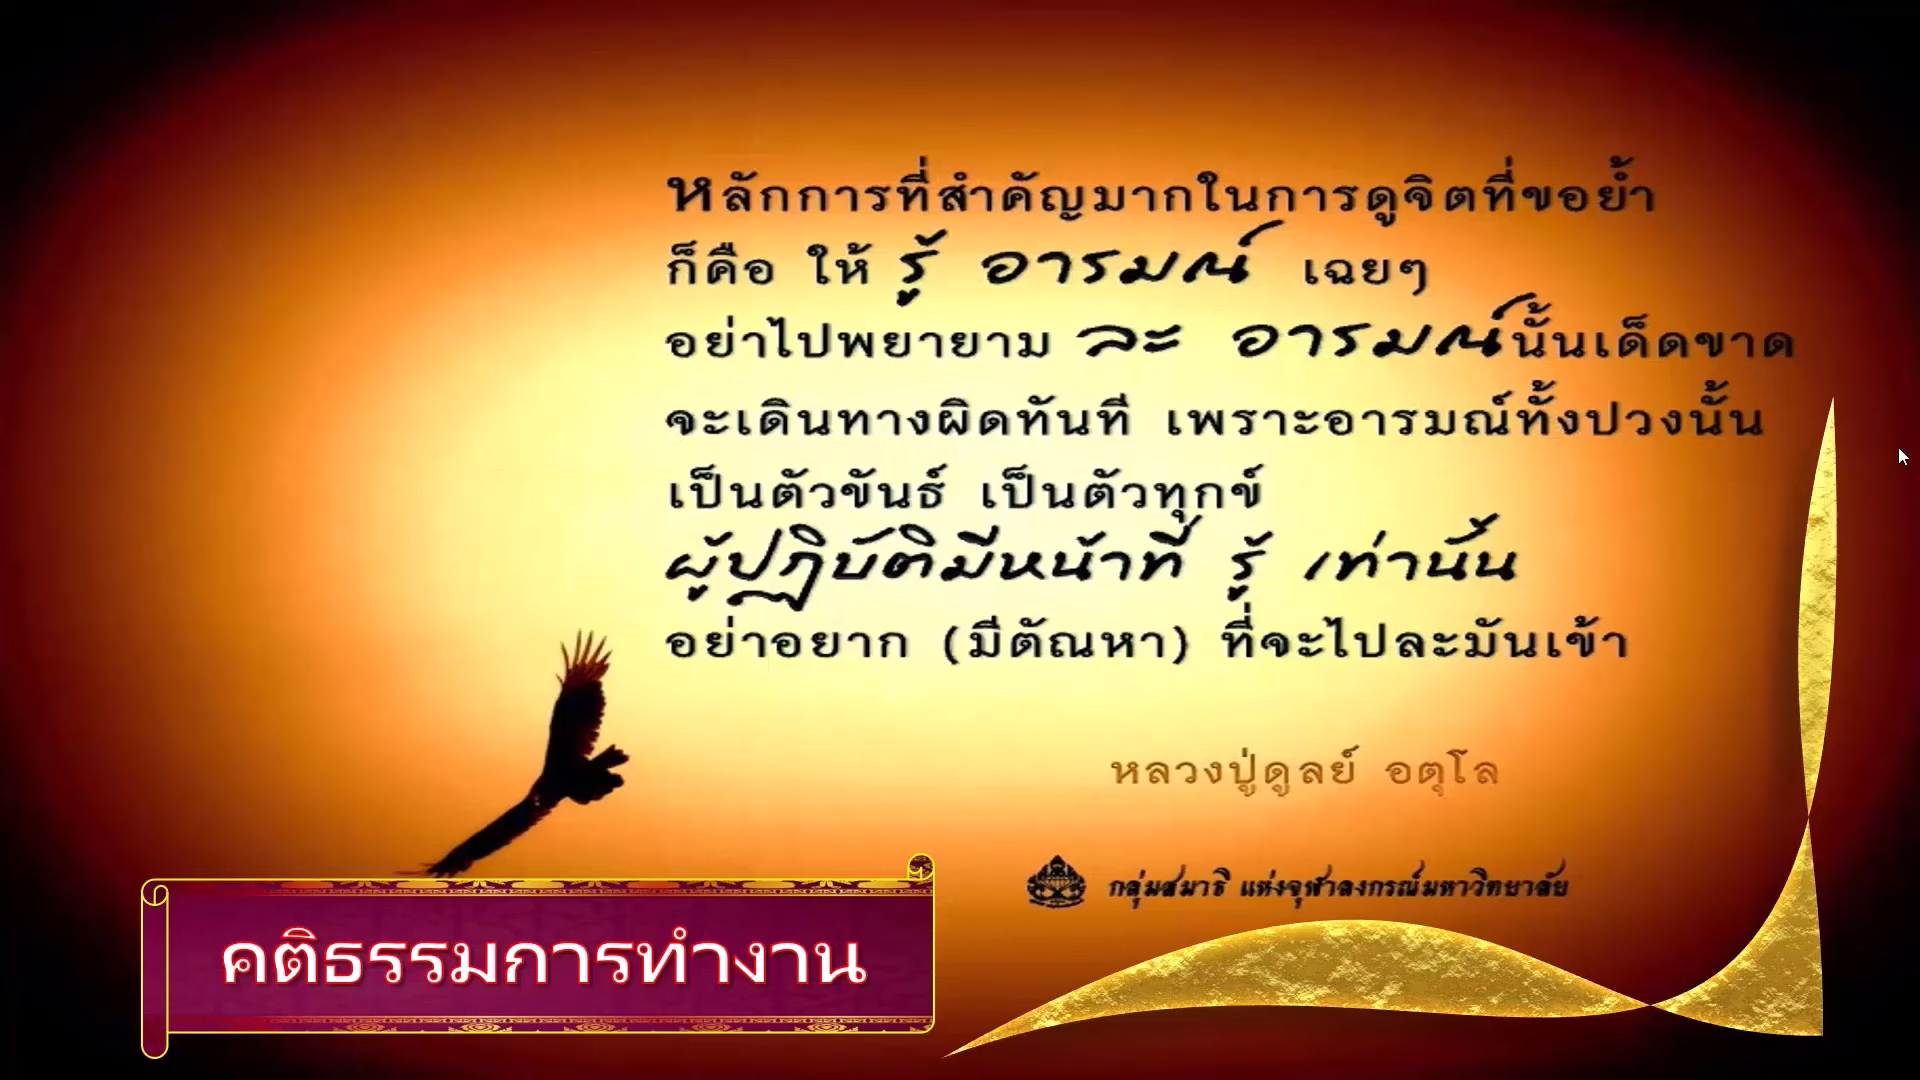 หลักการที่สำคัญมากในการดูจิตที่ขอย้ำ
ก็คือ ให้ รู้ อารมณ์ เฉยๆ
อย่าไปพยายาม ละ อารมณ์นั้นเด็ดขาด
จะเดินทางผิดทันที เพราะอารมณ์ทั้งปวงนั้น
เป็นตัวขันธ์ เป็นตัวทุกข์
ผู้ปฏิบัติมีหน้าที่ รู้ เท่านั้น
อย่าอยาก (มีตัณหา) ที่จะไปละมันเข้า
หลวงปู่ดูลย์ อตุโล
กลุ่มสมาธิ แห่งจุฬาลงกรณ์มหาวิทยาลัย
คติธรรมการทำงาน